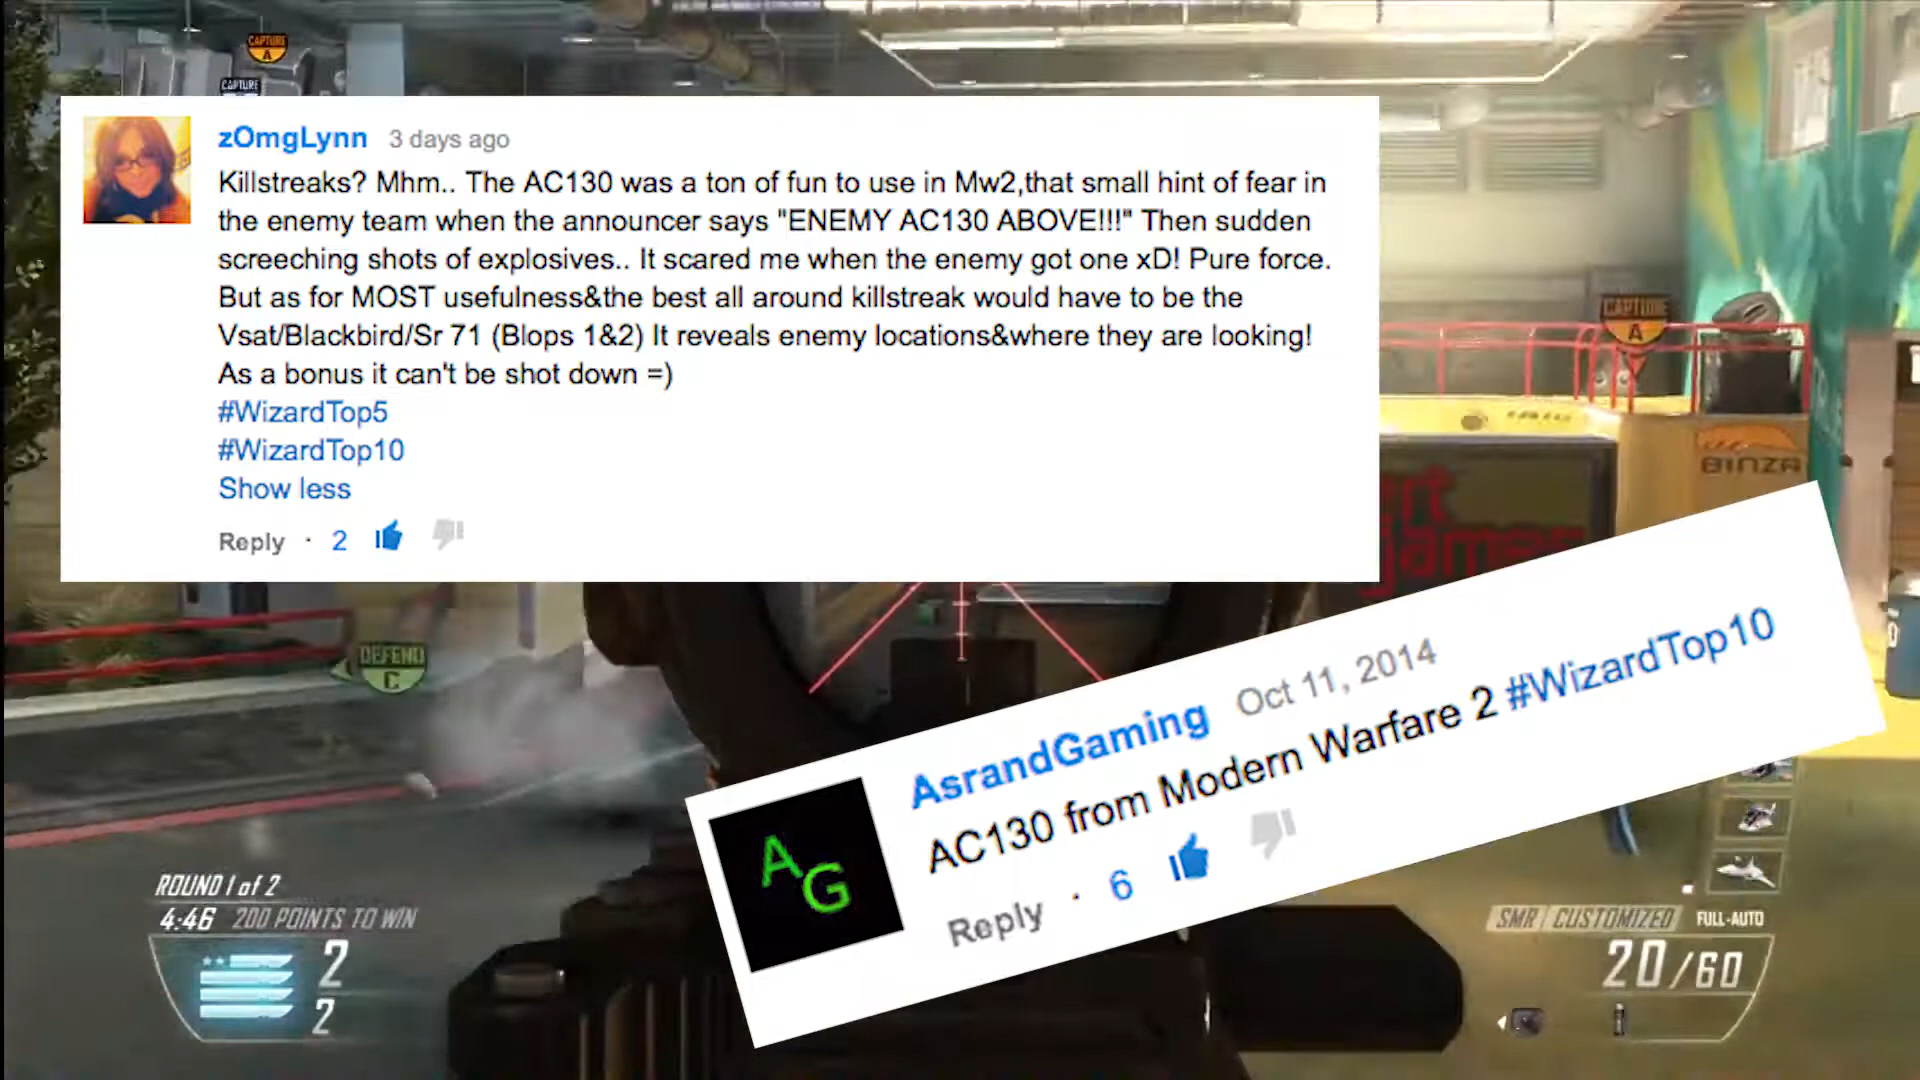 CAPTURE
A
CAPTURE
zOmgLynn 3 days ago
Killstreaks? Mhm.. The AC130 was a ton of fun to use in Mw2,that small hint of fear in
the enemy team when the announcer says "ENEMY AC130 ABOVE!!!" Then sudden
screeching shots of explosives.. It scared me when the enemy got one xD! Pure force.
But as for MOST usefulness&the best all around killstreak would have to be the
Vsat/Blackbird/Sr 71 (Blops 1&2) It reveals enemy locations&where they are looking!
As a bonus it can't be shot down =)
#WizardTop5
#WizardTop10
Show less
Reply · 2
CAPTURE
A
BINZA
games
DEFEND
C
AsrandGaming Oct 11, 2014
AC130 from Modern Warfare 2 #WizardTop10
Reply · 6
AG
ROUND 1 of 2
4:46 200 POINTS TO WIN
2
2
SMR CUSTOMIZED FULL-AUTO
20/60